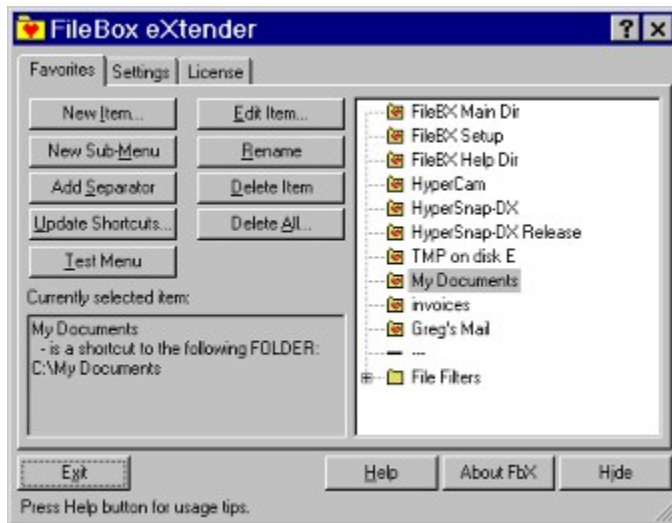 FileBox eXtender
Favorites Settings License
New Item... Edit Item...
New Sub-Menu Rename
Add Separator Delete Item
Update Shortcuts... Delete All...
Test Menu
Currently selected item:
My Documents
- is a shortcut to the following FOLDER:
C:\My Documents
FileBX Main Dir
FileBX Setup
FileBX Help Dir
HyperCam
HyperSnap-DX
HyperSnap-DX Release
TMP on disk E
My Documents
invoices
Greg's Mail
...
File Filters
Exit Help About FbX Hide
Press Help button for usage tips.